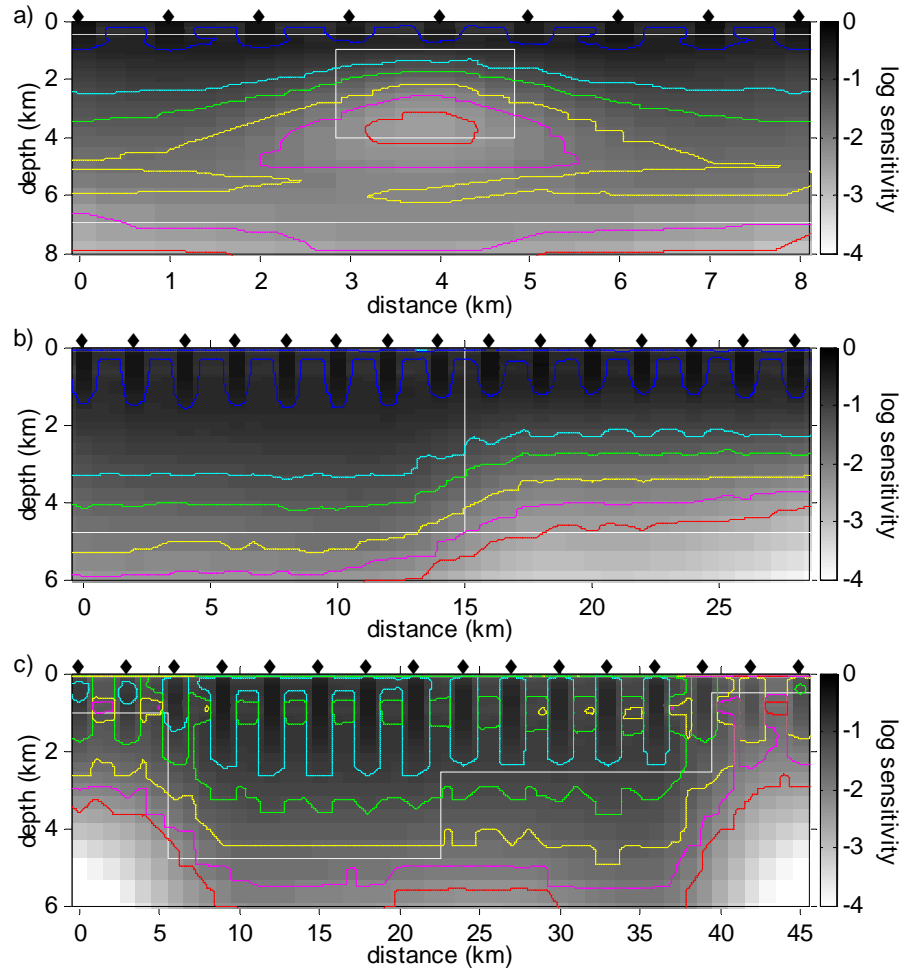 a)
0
2
4
6
8
depth (km)
0 1 2 3 4 5 6 7 8
distance (km)
0
-1
-2
-3
-4
log sensitivity
b)
0
2
4
6
depth (km)
0 5 10 15 20 25
distance (km)
0
-1
-2
-3
-4
log sensitivity
c)
0
2
4
6
depth (km)
0 5 10 15 20 25 30 35 40 45
distance (km)
0
-1
-2
-3
-4
log sensitivity